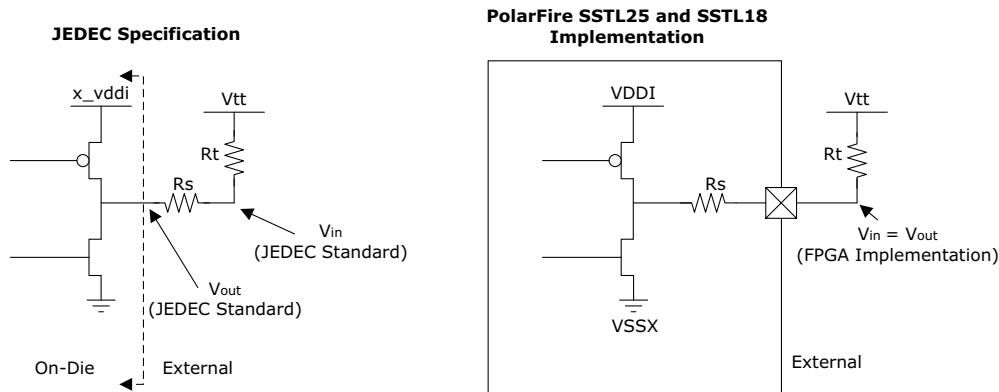 JEDEC Specification
x_vddi
Vtt
Rt
Rs
Vin
(JEDEC Standard)
Vout
(JEDEC Standard)
On-Die
External
PolarFire SSTL25 and SSTL18
Implementation
VDDI
Vtt
Rt
Rs
Vin = Vout
(FPGA Implementation)
VSSX
External